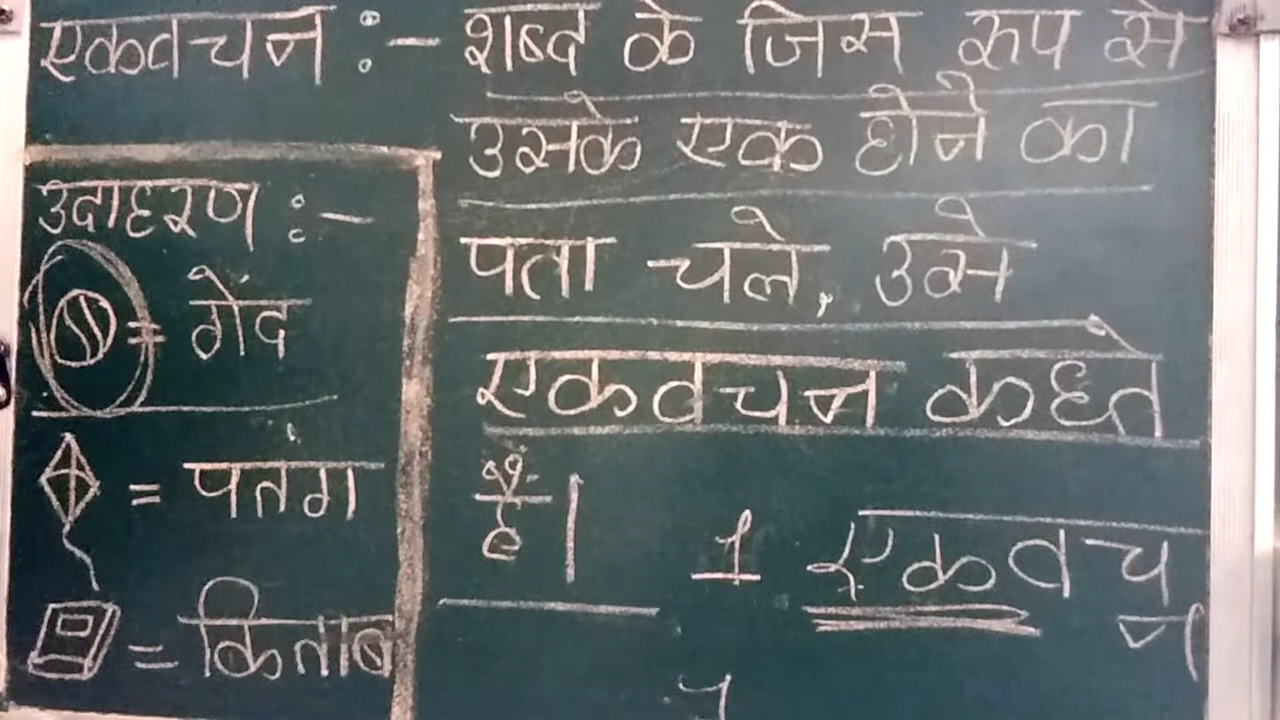 एकवचन :- शब्द के जिस रूप से
उसके एक होने का
पता चले, उसे
एकवचन कहते
हैं।
उदाहरण :-
= गेंद
= पतंग
= किताब
1 एकवच
न